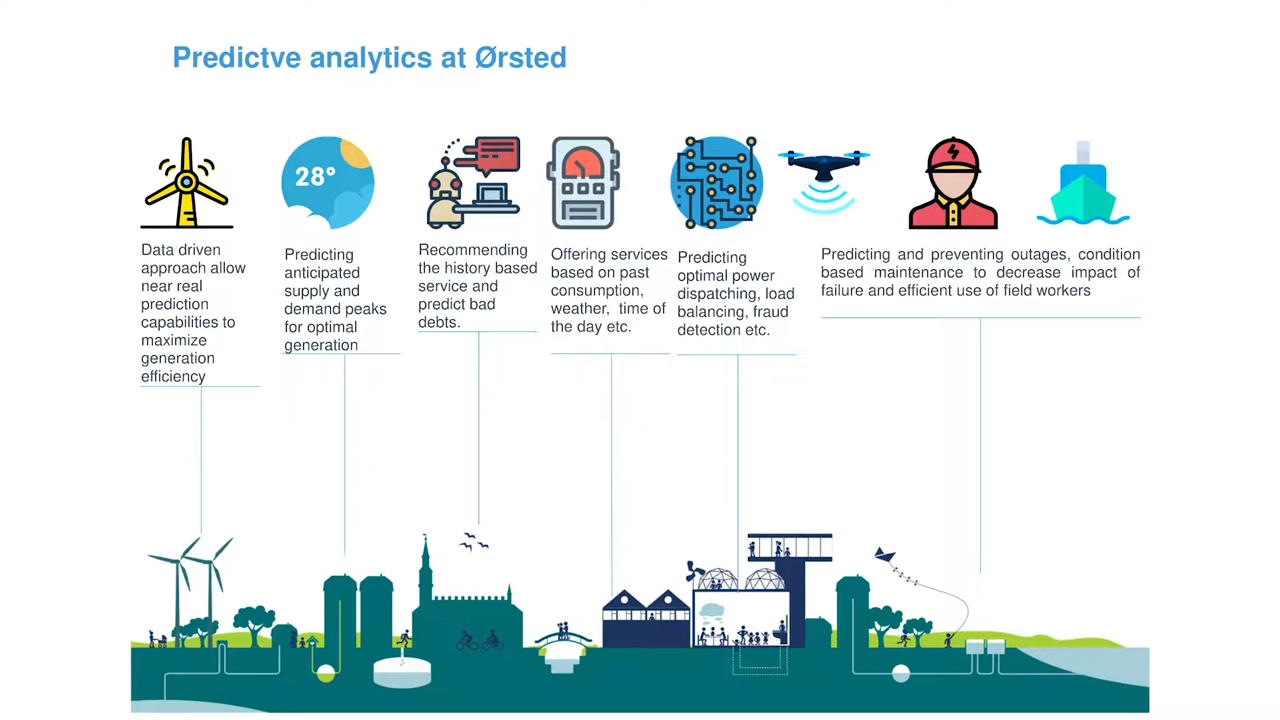 Predictve analytics at Ørsted
28°
Data driven
approach allow
near real
prediction
capabilities to
maximize
generation
efficiency
Predicting
anticipated
supply and
demand peaks
for optimal
generation
Recommending
the history based
service and
predict bad
debts.
Offering services
based on past
consumption,
weather, time of
the day etc.
Predicting
optimal power
dispatching, load
balancing, fraud
detection etc.
Predicting and preventing outages, condition
based maintenance to decrease impact of
failure and efficient use of field workers